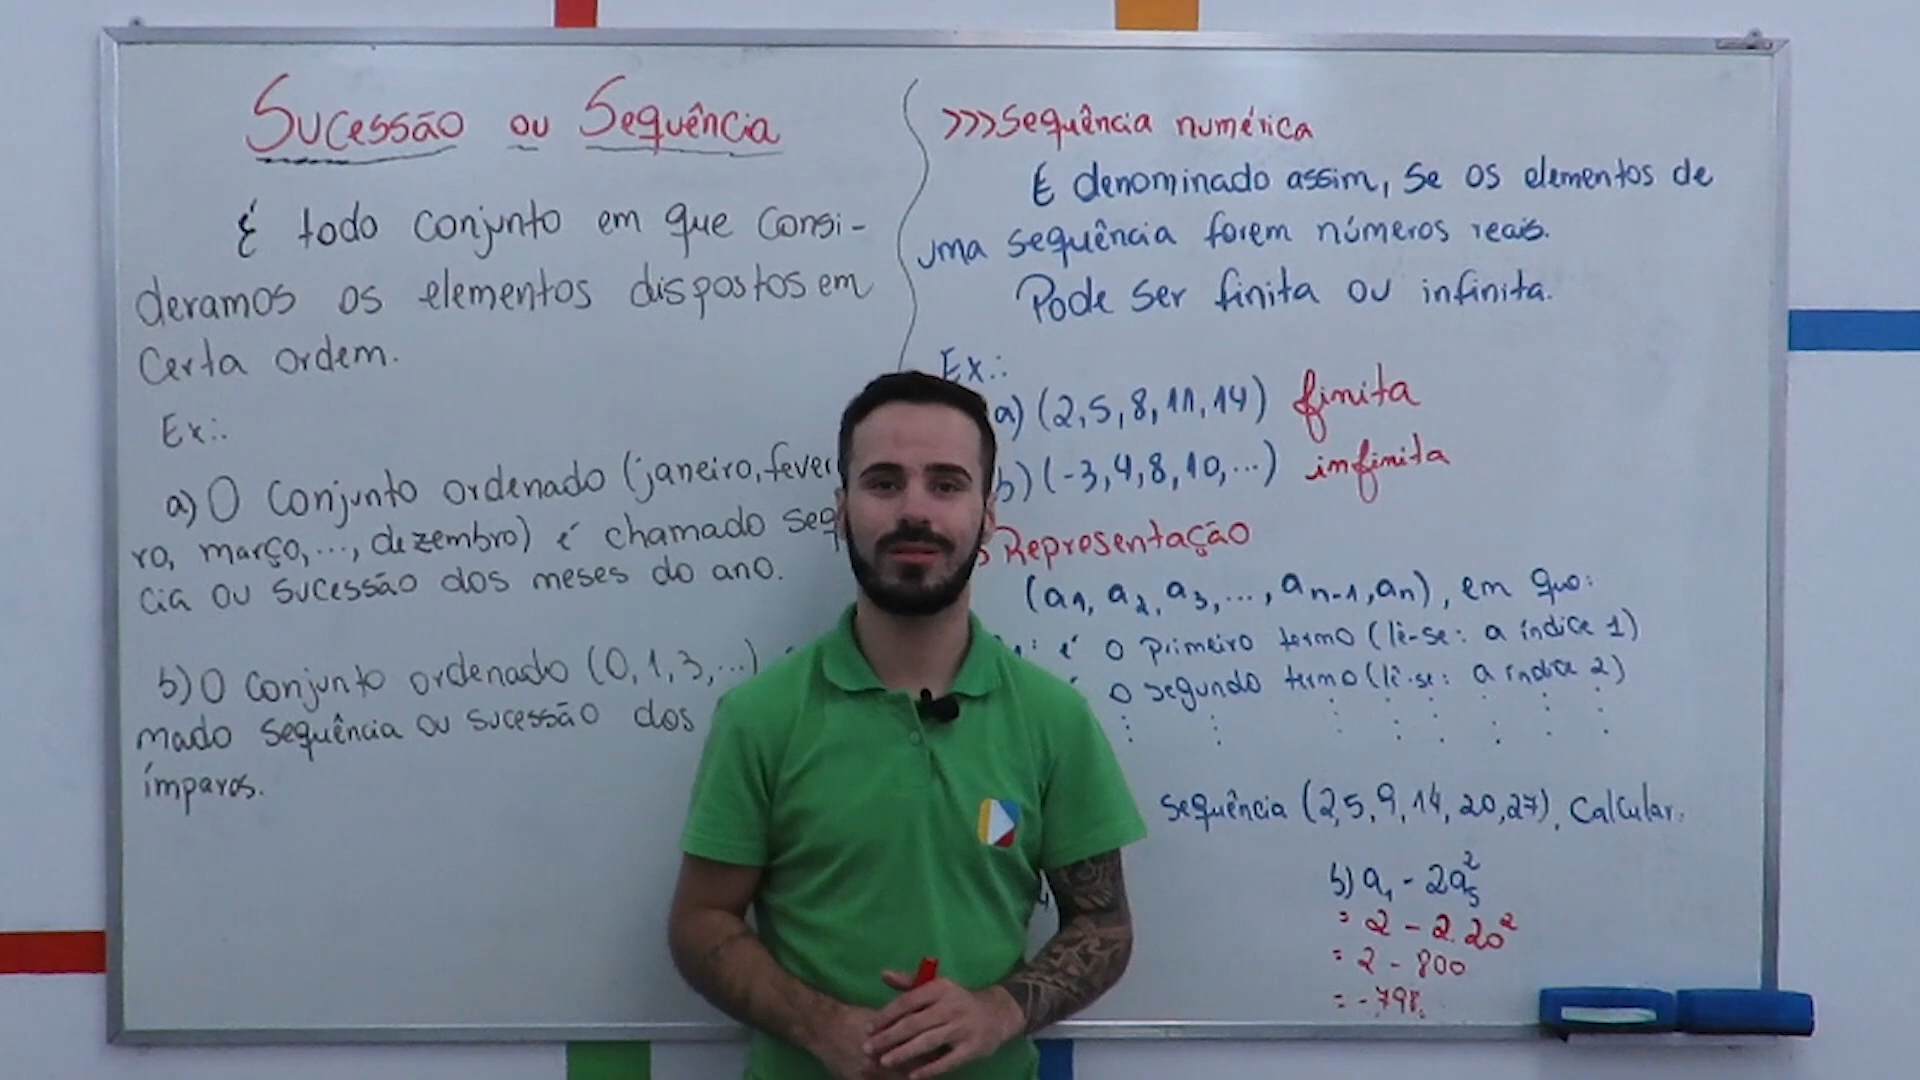 Sucessão ou Sequência
É todo conjunto em que consi-
deramos os elementos dispostos em
certa ordem.
Ex.:
a) O conjunto ordenado (janeiro, feverei
ro, março, ..., dezembro) é chamado seq
cia ou sucessão dos meses do ano.
b) O conjunto ordenado (0, 1, 3, ...)
mado sequência ou sucessão dos
ímpares.
>>> Sequência numérica
É denominado assim, se os elementos de
uma sequência forem números reais.
Pode ser finita ou infinita.
Ex.:
a) (2, 5, 8, 11, 14) finita
b) (-3, 4, 8, 10, ...) infinita
Representação
(a1, a2, a3, ..., an-1, an), em que:
: é o primeiro termo (lê-se: a índice 1)
o segundo termo (lê-se: a índice 2)
sequência (2, 5, 9, 14, 20, 27), calcular:
b) a1 - 2a5²
= 2 - 2.20²
= 2 - 800
= -798